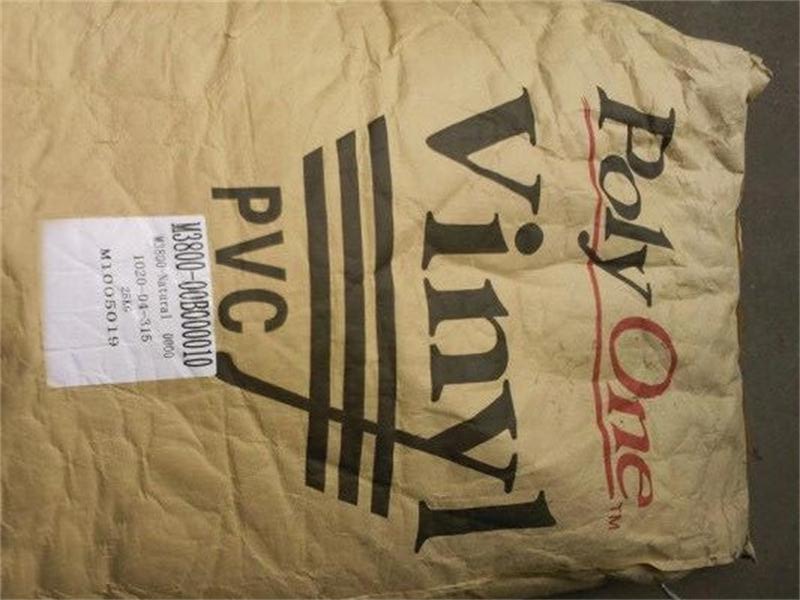 PolyOne™
Vinyl
PVC
M3800-00B000010
M3800-Natural 0000
1020-04-315
25KG
M1005019